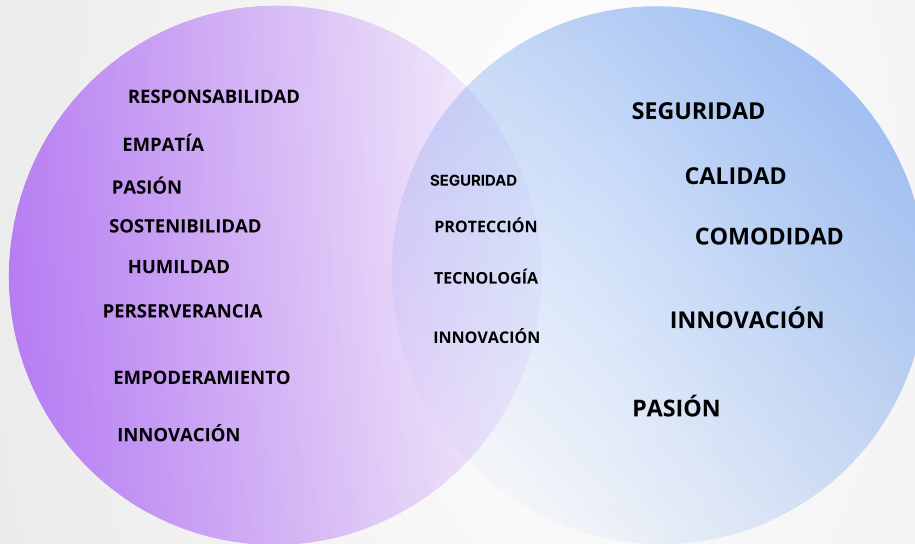 RESPONSABILIDAD
EMPATÍA
PASIÓN
SOSTENIBILIDAD
HUMILDAD
PERSERVERANCIA
EMPODERAMIENTO
INNOVACIÓN
SEGURIDAD
PROTECCIÓN
TECNOLOGÍA
INNOVACIÓN
SEGURIDAD
CALIDAD
COMODIDAD
INNOVACIÓN
PASIÓN